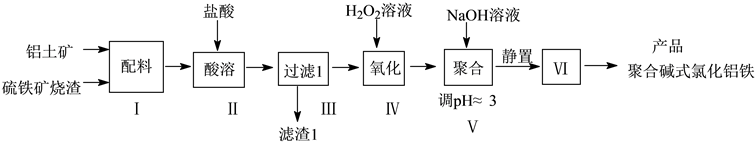 盐酸
H₂O₂溶液
NaOH溶液
铝土矿
硫铁矿烧渣
配料
酸溶
过滤1
氧化
聚合
静置
Ⅵ
产品
聚合碱式氯化铝铁
Ⅰ
Ⅱ
Ⅲ
Ⅳ
调pH≈3
Ⅴ
滤渣1